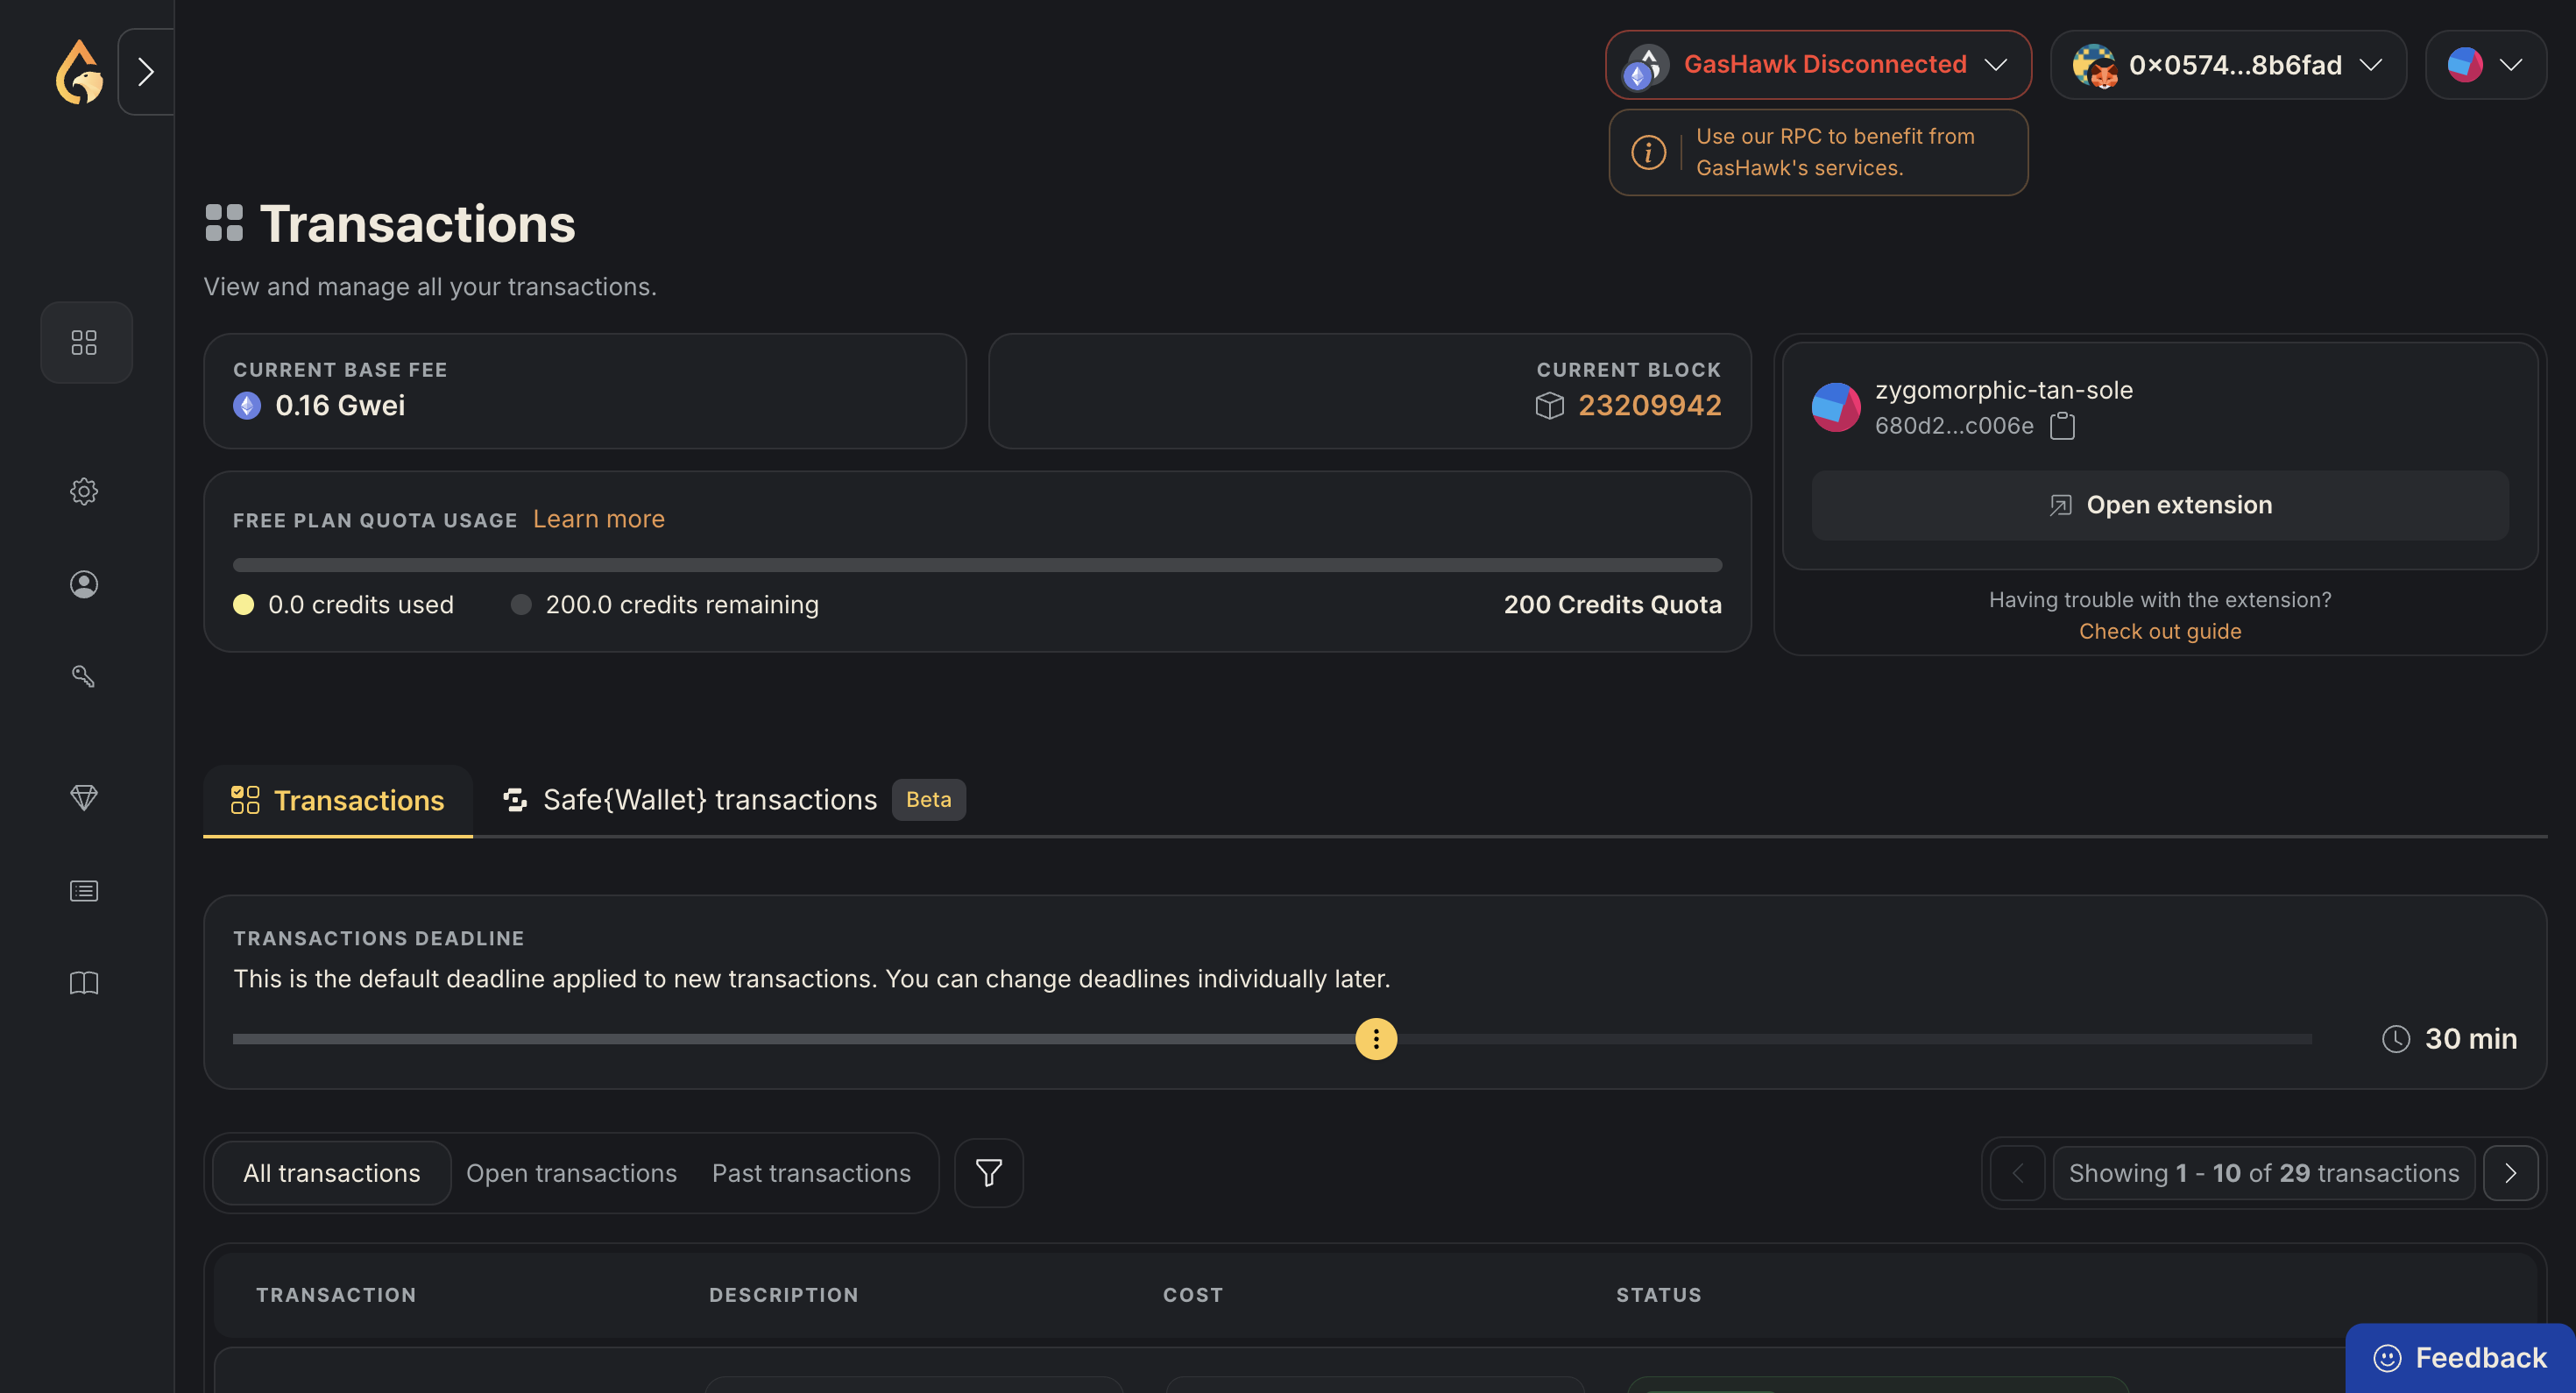 GasHawk Disconnected
0x0574...8b6fad
Use our RPC to benefit from
GasHawk's services.
Transactions
View and manage all your transactions.
CURRENT BASE FEE
0.16 Gwei
CURRENT BLOCK
23209942
zygomorphic-tan-sole
680d2...c006e
Open extension
Having trouble with the extension?
Check out guide
FREE PLAN QUOTA USAGE Learn more
0.0 credits used 200.0 credits remaining 200 Credits Quota
Transactions Safe{Wallet} transactions Beta
TRANSACTIONS DEADLINE
This is the default deadline applied to new transactions. You can change deadlines individually later.
30 min
All transactions Open transactions Past transactions
Showing 1 - 10 of 29 transactions
TRANSACTION DESCRIPTION COST STATUS
Feedback